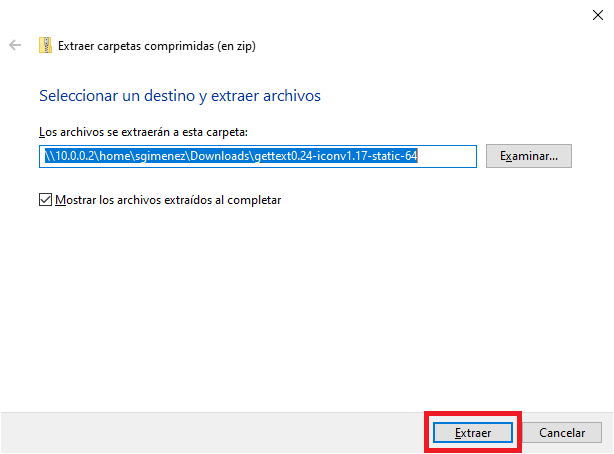 Extraer carpetas comprimidas (en zip)
Seleccionar un destino y extraer archivos
Los archivos se extraerán a esta carpeta:
\\10.0.0.2\home\sgimenez\Downloads\gettext0.24-iconv1.17-static-64
Examinar...
Mostrar los archivos extraídos al completar
Extraer
Cancelar